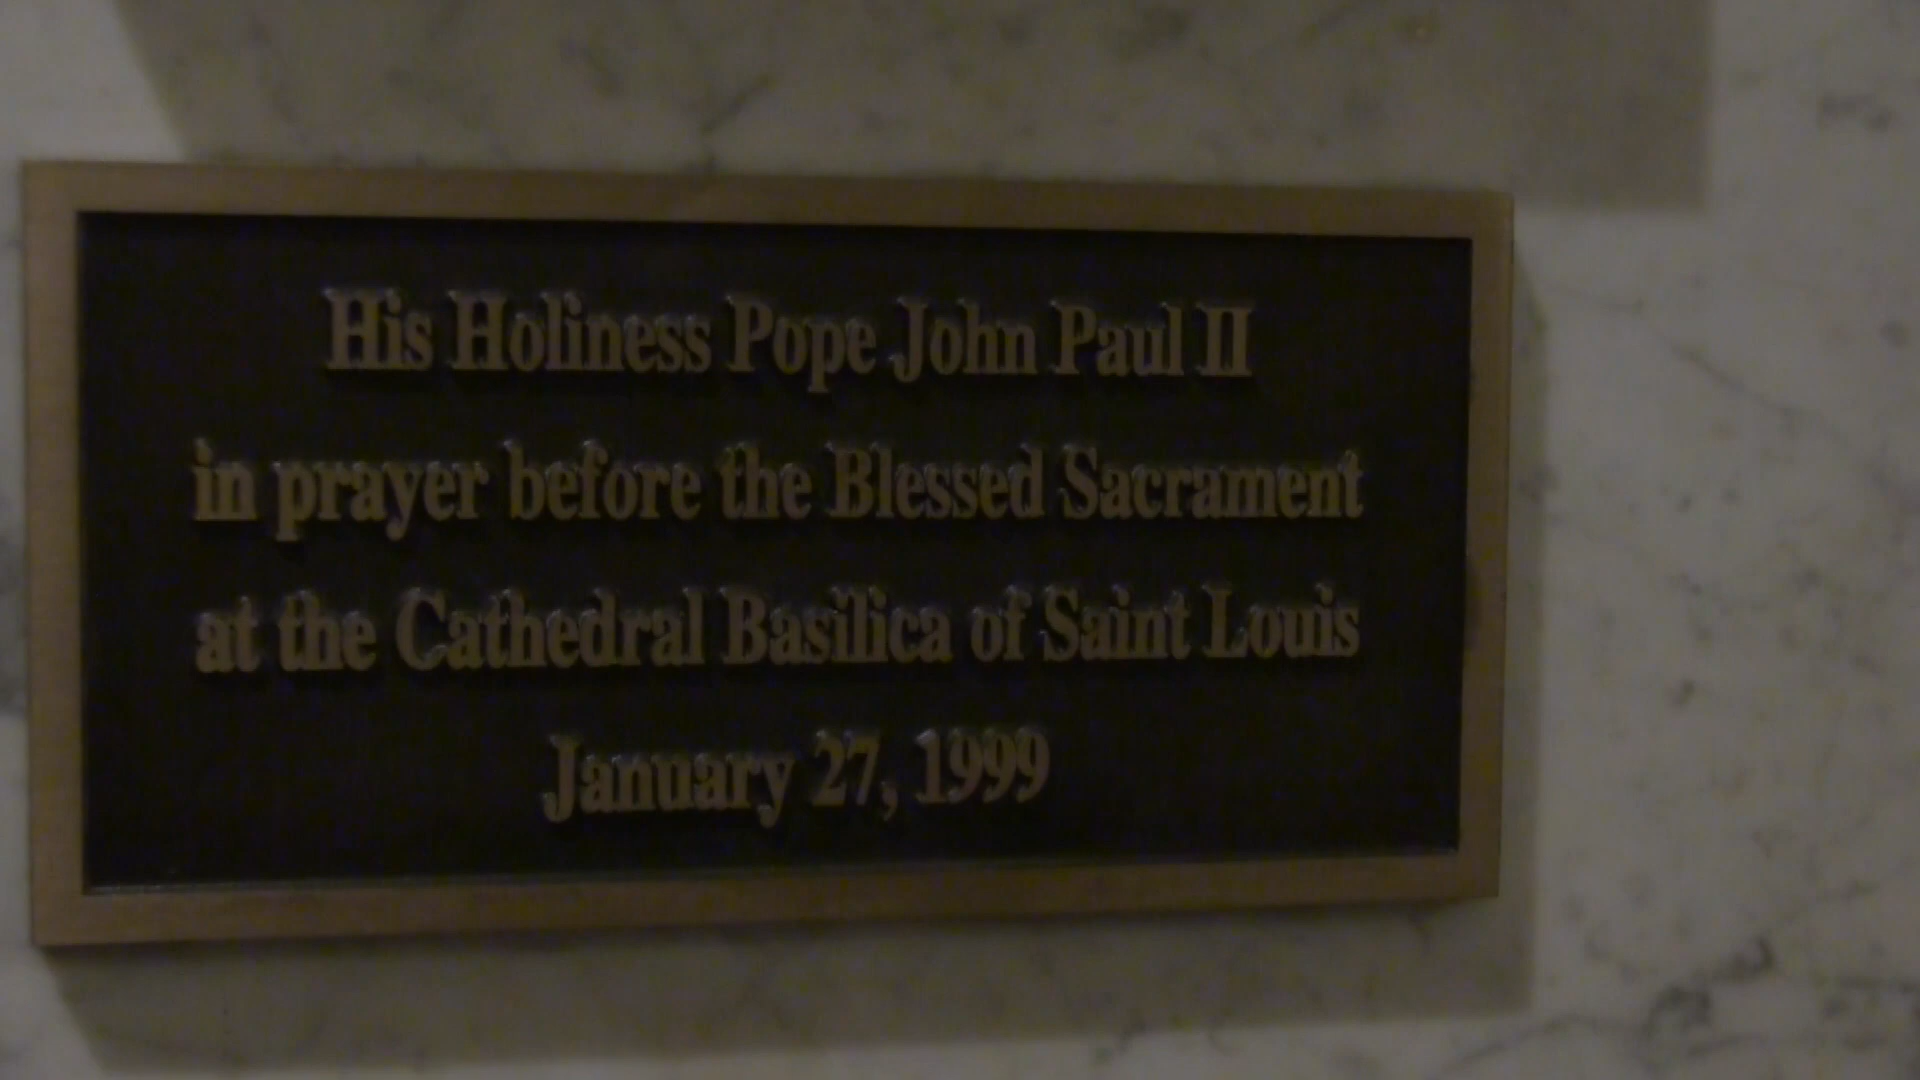 His Holiness Pope John Paul II
in prayer before the Blessed Sacrament
at the Cathedral Basilica of Saint Louis
January 27, 1999